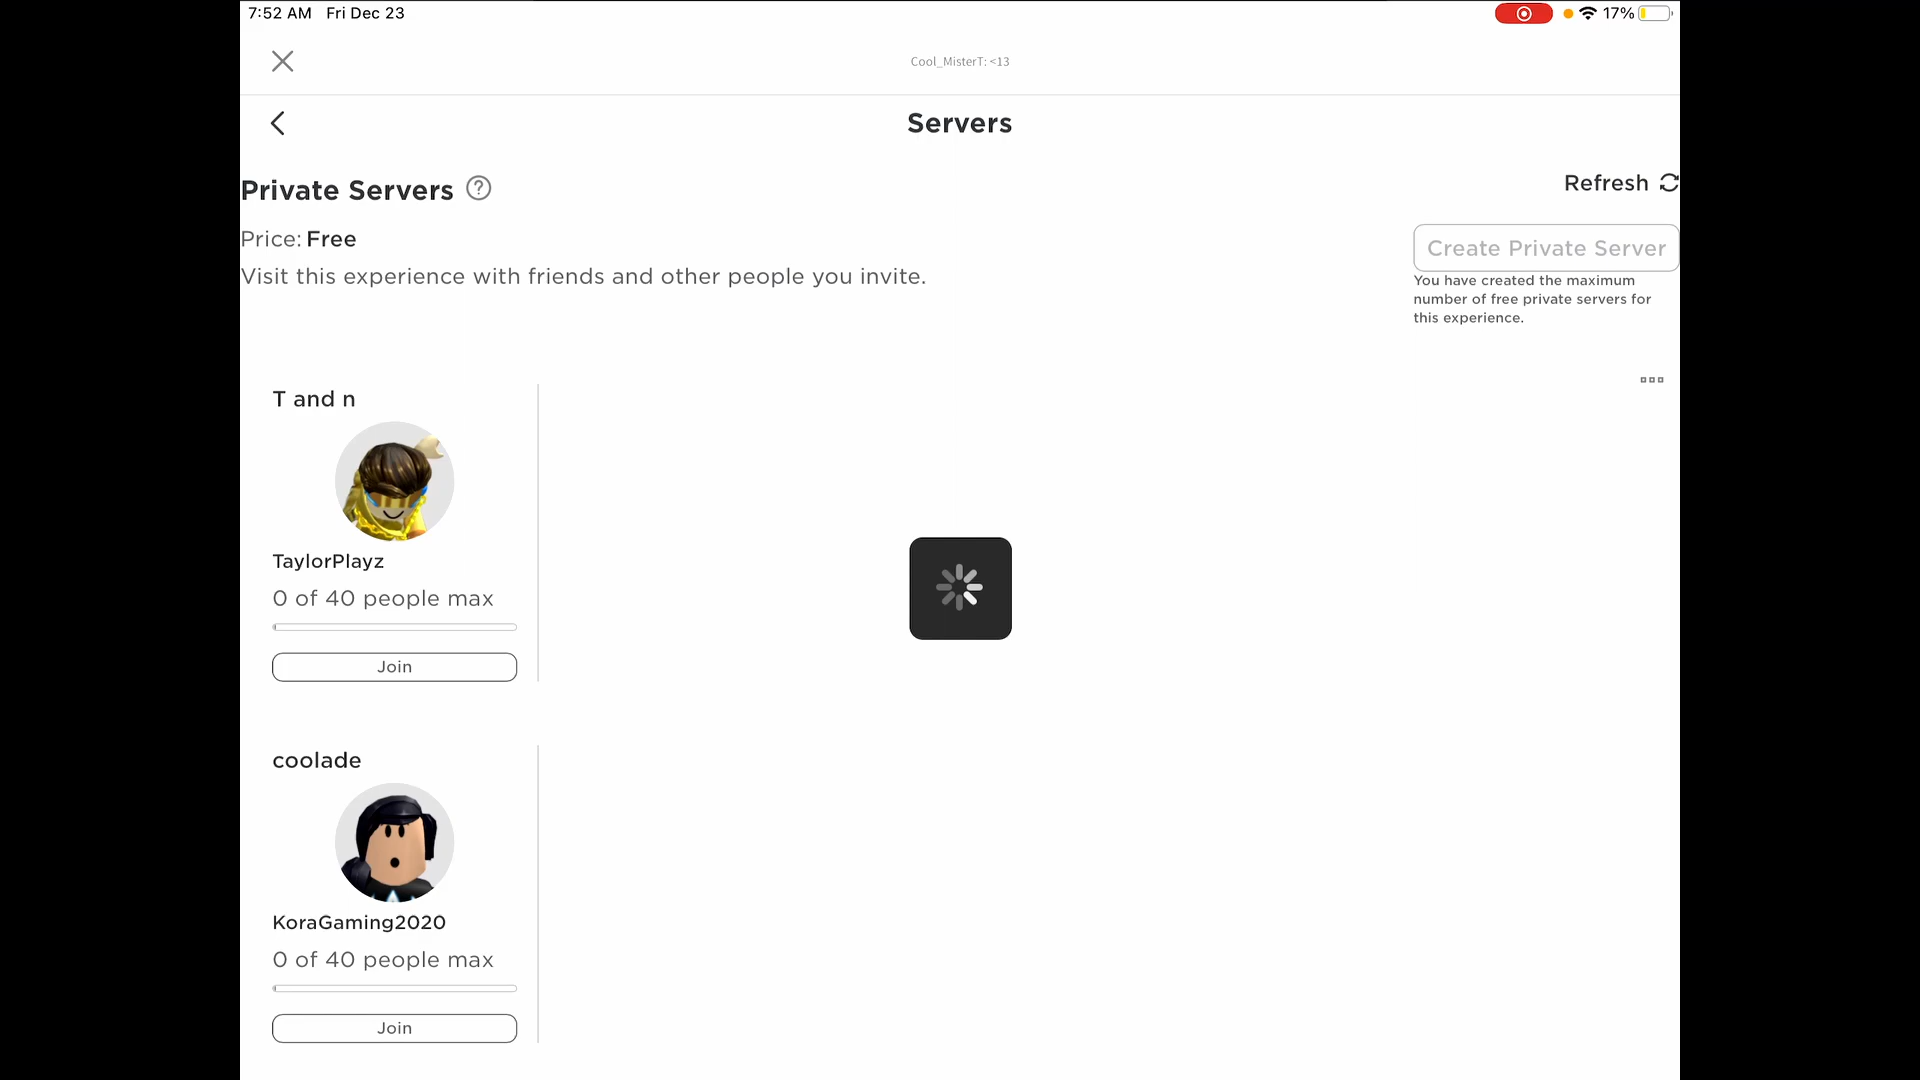 7:52 AM Fri Dec 23
17%
Cool_MisterT: <13
Servers
Private Servers ?
Refresh
Price: Free
Create Private Server
Visit this experience with friends and other people you invite.
You have created the maximum
number of free private servers for
this experience.
T and n
TaylorPlayz
0 of 40 people max
Join
coolade
KoraGaming2020
0 of 40 people max
Join